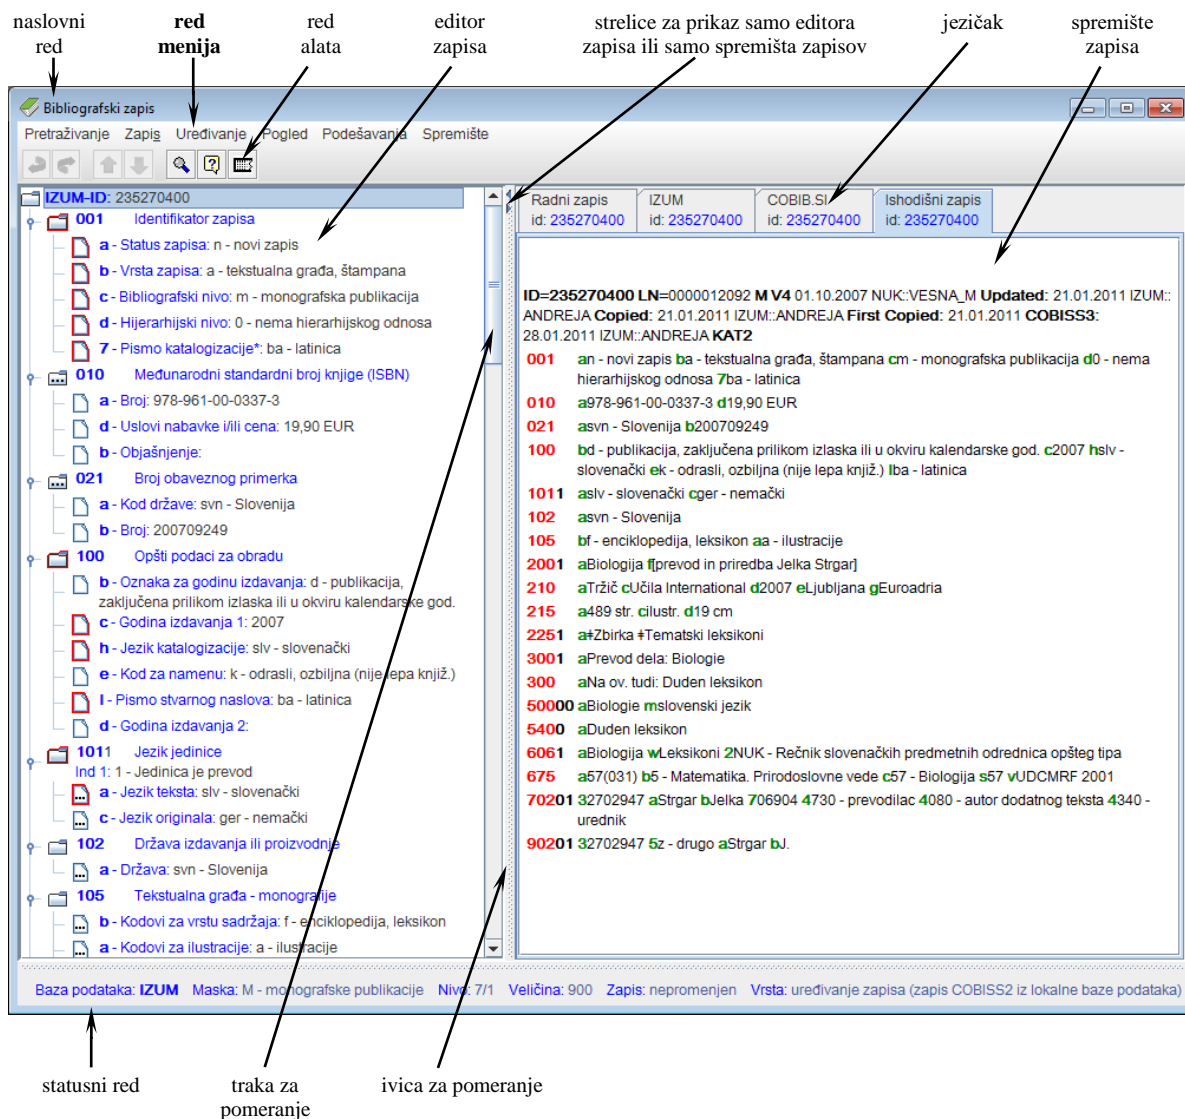 naslovni
red
red
menija
red
alata
editor
zapisa
strelice za prikaz samo editora
zapisa ili samo spremišta zapisov
jezičak
spremište
zapisa
Bibliografski zapis
Pretraživanje Zapis Uređivanje Pogled Podešavanja Spremište
IZUM-ID: 235270400
001 Identifikator zapisa
a - Status zapisa: n - novi zapis
b - Vrsta zapisa: a - tekstualna građa, štampana
c - Bibliografski nivo: m - monografska publikacija
d - Hijerarhijski nivo: 0 - nema hierarhijskog odnosa
7 - Pismo katalogizacije*: ba - latinica
010 Međunarodni standardni broj knjige (ISBN)
a - Broj: 978-961-00-0337-3
d - Uslovi nabavke i/ili cena: 19,90 EUR
b - Objašnjenje:
021 Broj obaveznog primerka
a - Kod države: svn - Slovenija
b - Broj: 200709249
100 Opšti podaci za obradu
b - Oznaka za godinu izdavanja: d - publikacija,
zaključena prilikom izlaska ili u okviru kalendarske god.
c - Godina izdavanja 1: 2007
h - Jezik katalogizacije: slv - slovenački
e - Kod za namenu: k - odrasli, ozbiljna (nije lepa knjiž.)
l - Pismo stvarnog naslova: ba - latinica
d - Godina izdavanja 2:
1011 Jezik jedinice
Ind 1: 1 - Jedinica je prevod
a - Jezik teksta: slv - slovenački
c - Jezik originala: ger - nemački
102 Država izdavanja ili proizvodnje
a - Država: svn - Slovenija
105 Tekstualna građa - monografije
b - Kodovi za vrstu sadržaja: f - enciklopedija, leksikon
a - Kodovi za ilustracije: a - ilustracije
Radni zapis IZUM COBIB.SI Ishodišni zapis
id: 235270400 id: 235270400 id: 235270400 id: 235270400
ID=235270400 LN=0000012092 M V4 01.10.2007 NUK::VESNA_M Updated: 21.01.2011 IZUM::
ANDREJA Copied: 21.01.2011 IZUM::ANDREJA First Copied: 21.01.2011 COBISS3:
28.01.2011 IZUM::ANDREJA KAT2
001 an - novi zapis ba - tekstualna građa, štampana cm - monografska publikacija d0 - nema
hierarhijskog odnosa 7ba - latinica
010 a978-961-00-0337-3 d19,90 EUR
021 asvn - Slovenija b200709249
100 bd - publikacija, zaključena prilikom izlaska ili u okviru kalendarske god. c2007 hslv -
slovenački ek - odrasli, ozbiljna (nije lepa knjiž.) lba - latinica
1011 aslv - slovenački cger - nemački
102 asvn - Slovenija
105 bf - enciklopedija, leksikon aa - ilustracije
2001 aBiologija f[prevod in priredba Jelka Strgar]
210 aTržič cUčila International d2007 eLjubljana gEuroadria
215 a489 str. cilustr. d19 cm
2251 a‡Zbirka ‡Tematski leksikoni
3001 aPrevod dela: Biologie
300 aNa ov. tudi: Duden leksikon
50000 aBiologie mslovenski jezik
5400 aDuden leksikon
6061 aBiologija wLeksikoni 2NUK - Rečnik slovenačkih predmetnih odrednica opšteg tipa
675 a57(031) b5 - Matematika. Prirodoslovne vede c57 - Biologija s57 vUDCMRF 2001
70201 32702947 aStrgar bJelka 706904 4730 - prevodilac 4080 - autor dodatnog teksta 4340 -
urednik
90201 32702947 5z - drugo aStrgar bJ.
Baza podataka: IZUM Maska: M - monografske publikacije Nivo: 7/1 Veličina: 900 Zapis: nepromenjen Vrsta: uređivanje zapisa (zapis COBISS2 iz lokalne baze podataka)
statusni red
traka za
pomeranje
ivica za pomeranje